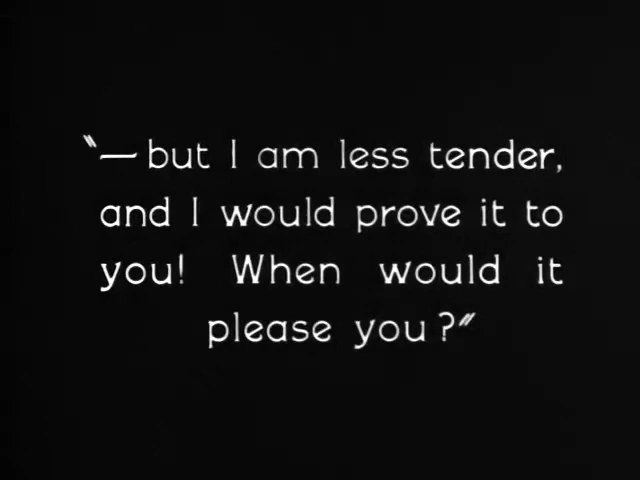 "—but I am less tender,
and I would prove it to
you! When would it
please you?"